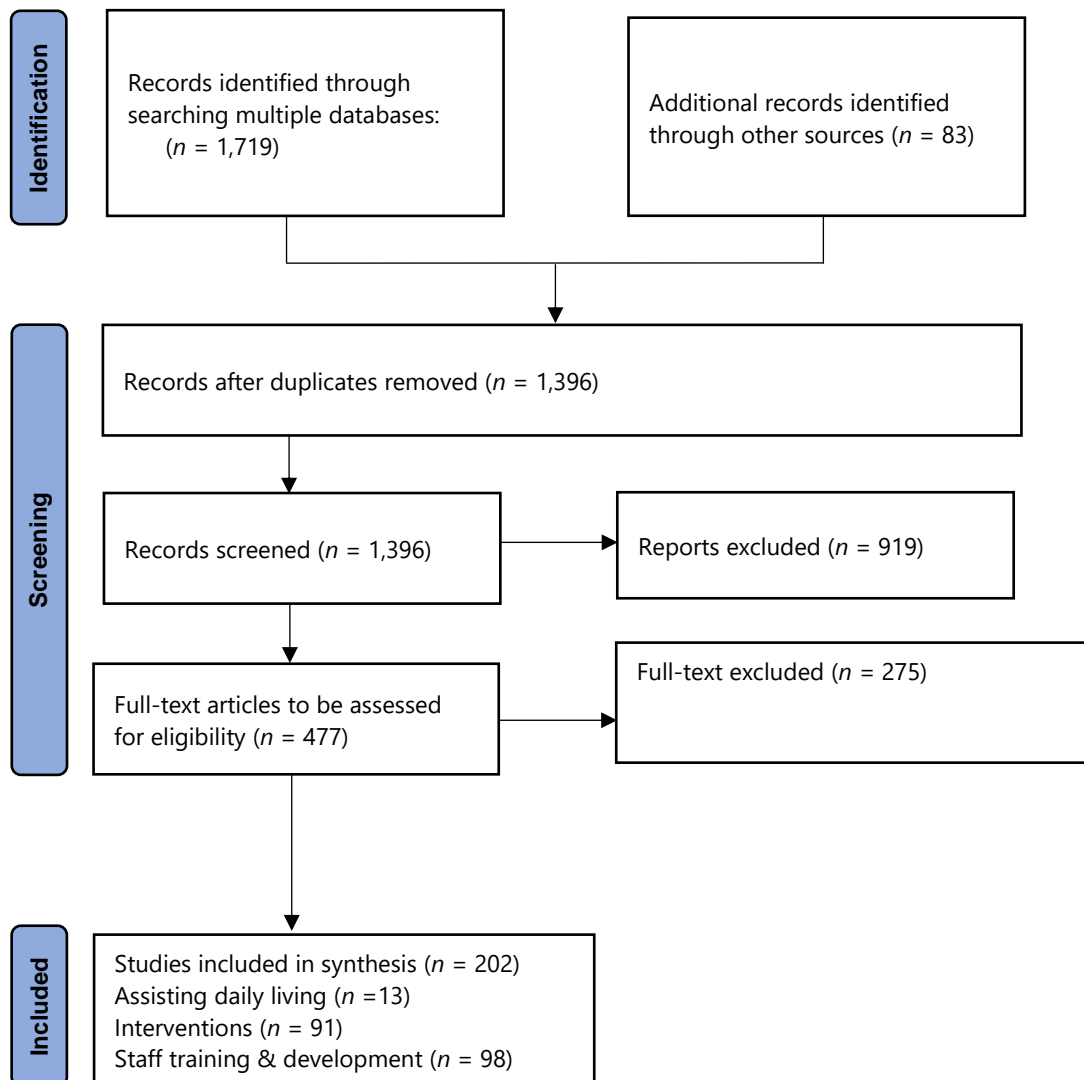 Identification
Records identified through
searching multiple databases:
(n = 1,719)
Additional records identified
through other sources (n = 83)
Screening
Records after duplicates removed (n = 1,396)
Records screened (n = 1,396)
Reports excluded (n = 919)
Full-text articles to be assessed
for eligibility (n = 477)
Full-text excluded (n = 275)
Included
Studies included in synthesis (n = 202)
Assisting daily living (n =13)
Interventions (n = 91)
Staff training & development (n = 98)